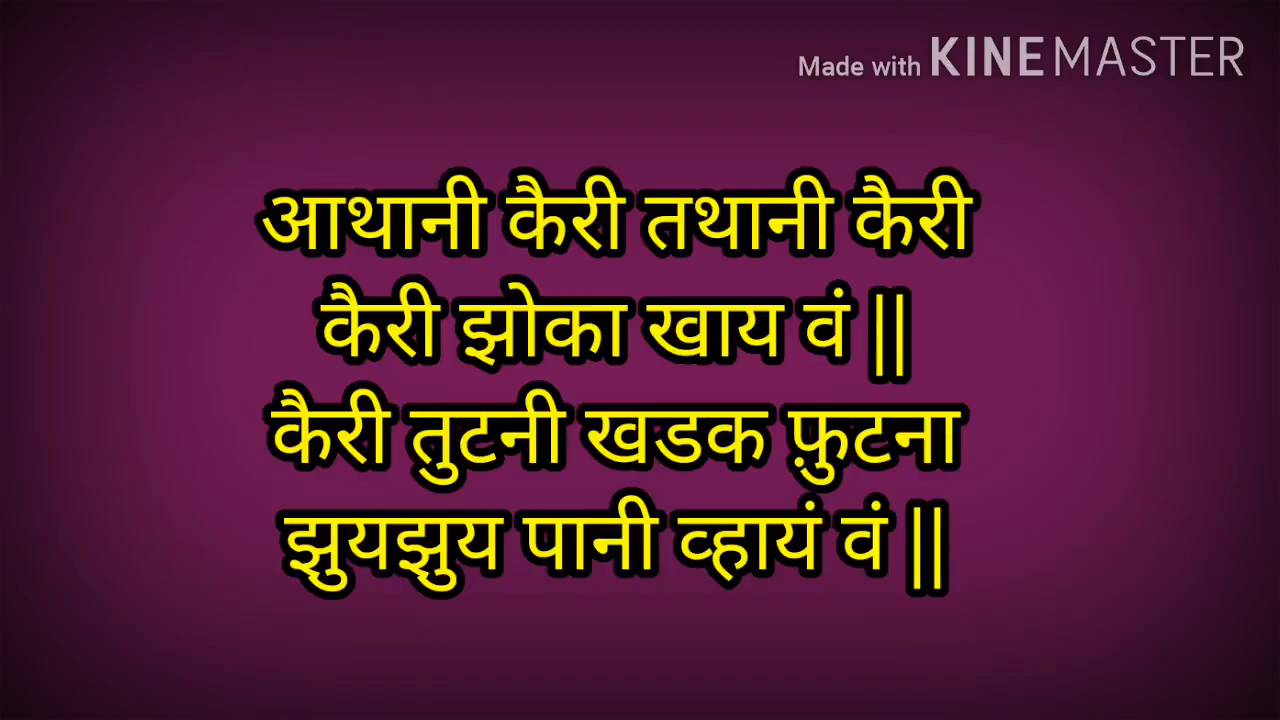 Made with KINEMASTER
आथानी कैरी तथानी कैरी
कैरी झोका खाय वं ||
कैरी तुटनी खडक फ़ुटना
झुयझुय पानी व्हायं वं ||